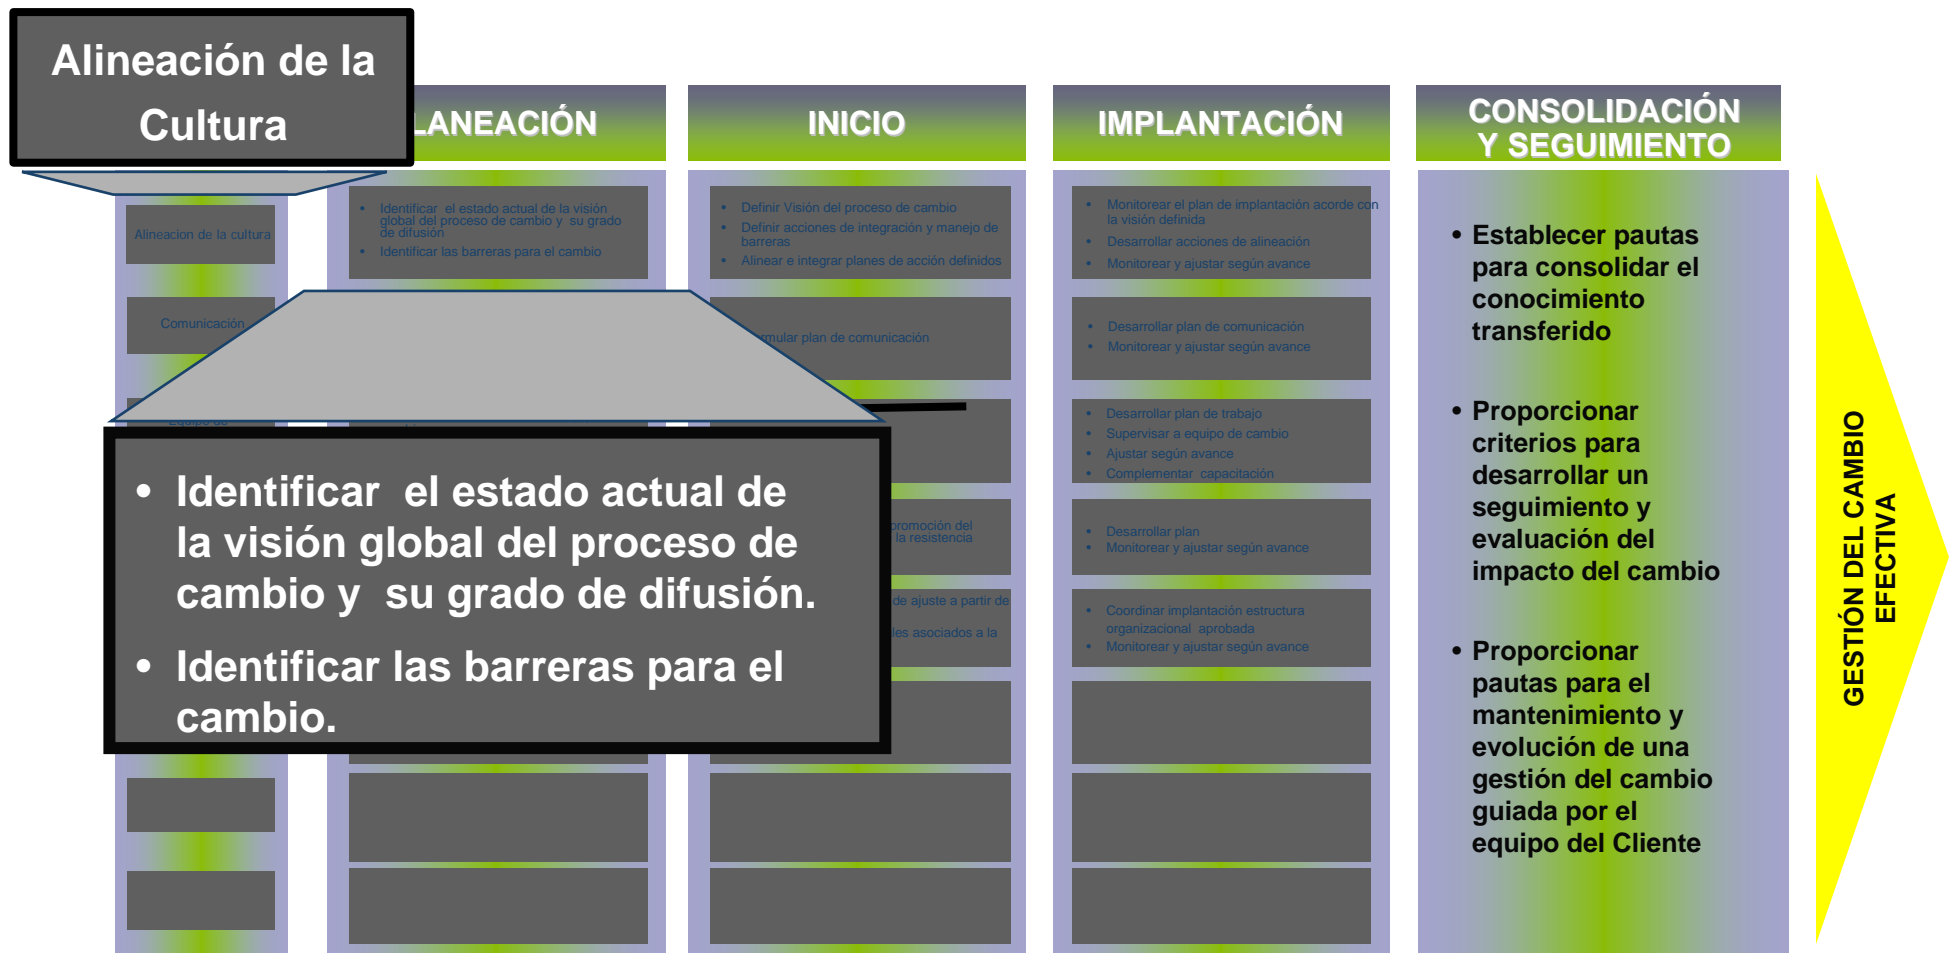 Alineación de la
Cultura
LANEACIÓN
INICIO
IMPLANTACIÓN
CONSOLIDACIÓN
Y SEGUIMIENTO
Alineacion de la cultura
• Identificar el estado actual de la visión
global del proceso de cambio y su grado
de difusión
• Identificar las barreras para el cambio
• Definir Visión del proceso de cambio
• Definir acciones de integración y manejo de
barreras
• Alinear e integrar planes de acción definidos
• Monitorear el plan de implantación acorde con
la visión definida
• Desarrollar acciones de alineación
• Monitorear y ajustar según avance
Comunicación
rmular plan de comunicación
• Desarrollar plan de comunicación
• Monitorear y ajustar según avance
Equipo de
• Desarrollar plan de trabajo
• Supervisar a equipo de cambio
• Ajustar según avance
• Complementar capacitación
promoción del
la resistencia
• Desarrollar plan
• Monitorear y ajustar según avance
de ajuste a partir de
les asociados a la
• Coordinar implantación estructura
organizacional aprobada
• Monitorear y ajustar según avance
• Identificar el estado actual de
la visión global del proceso de
cambio y su grado de difusión.
• Identificar las barreras para el
cambio.
• Establecer pautas
para consolidar el
conocimiento
transferido
• Proporcionar
criterios para
desarrollar un
seguimiento y
evaluación del
impacto del cambio
• Proporcionar
pautas para el
mantenimiento y
evolución de una
gestión del cambio
guiada por el
equipo del Cliente
GESTIÓN DEL CAMBIO
EFECTIVA